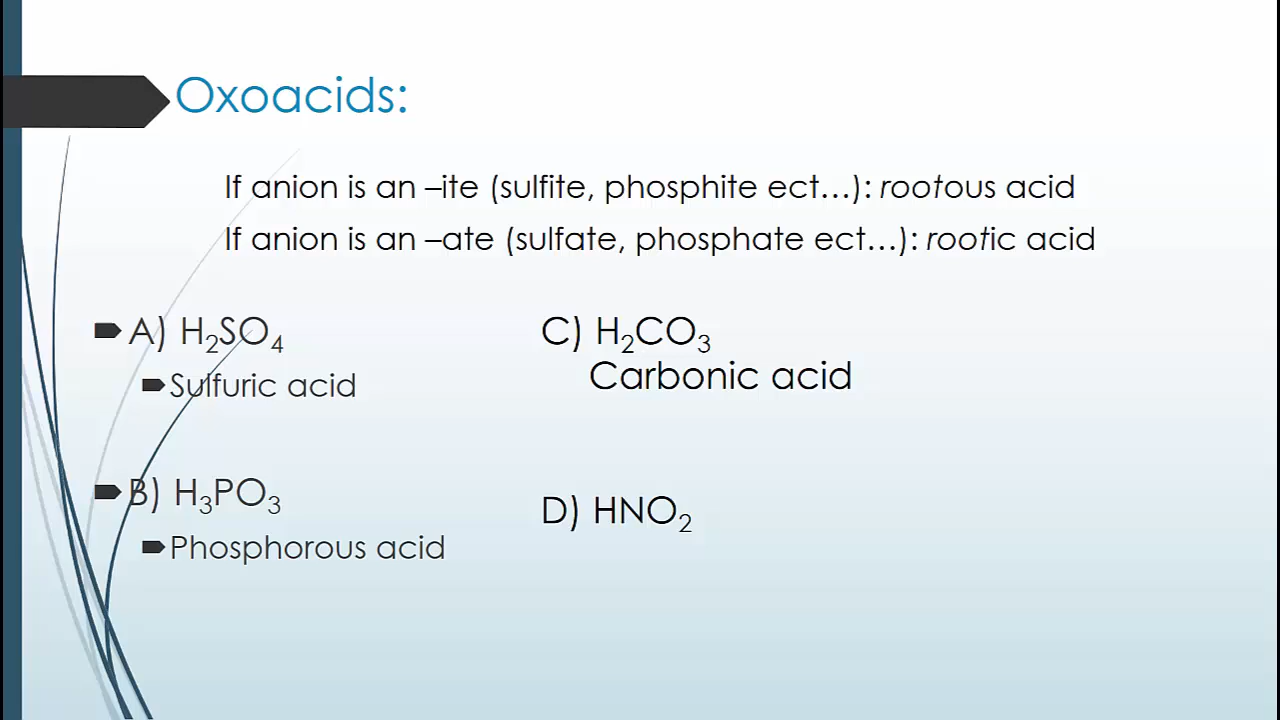 Oxoacids:
If anion is an –ite (sulfite, phosphite ect…): rootous acid
If anion is an –ate (sulfate, phosphate ect…): rootic acid
A) H₂SO₄
Sulfuric acid
B) H₃PO₃
Phosphorous acid
C) H₂CO₃
Carbonic acid
D) HNO₂